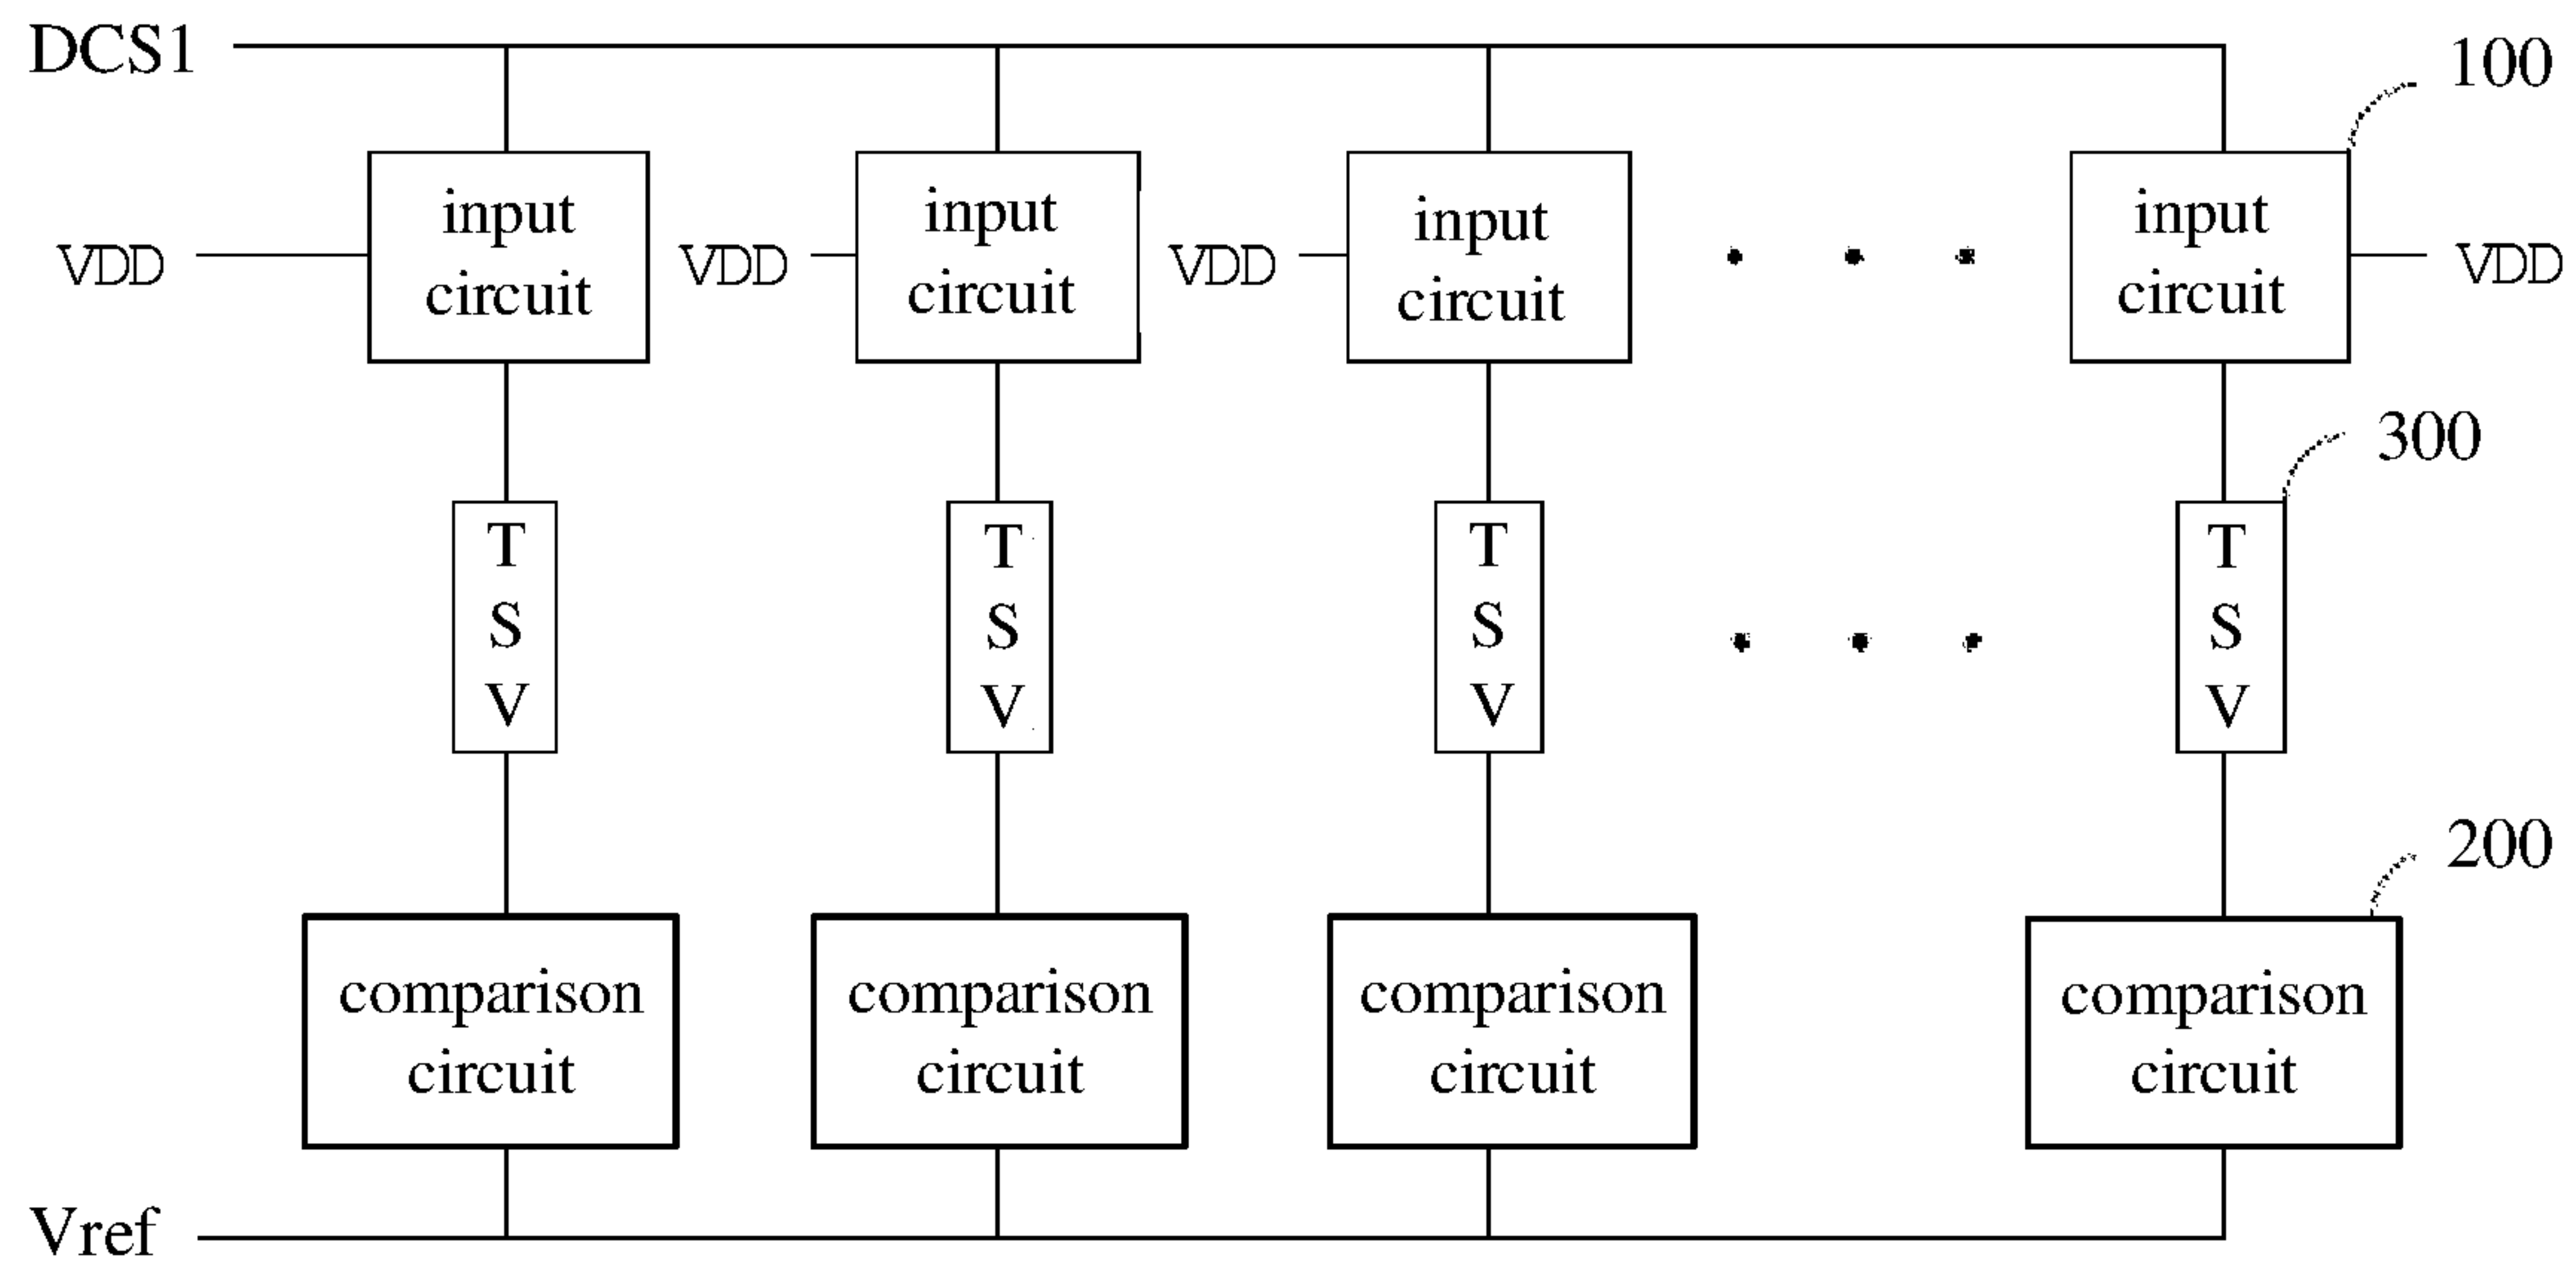 DCS1
100
input
circuit
input
circuit
input
circuit
input
circuit
VDD
VDD
VDD
VDD
300
T
S
V
T
S
V
T
S
V
T
S
V
200
comparison
circuit
comparison
circuit
comparison
circuit
comparison
circuit
Vref